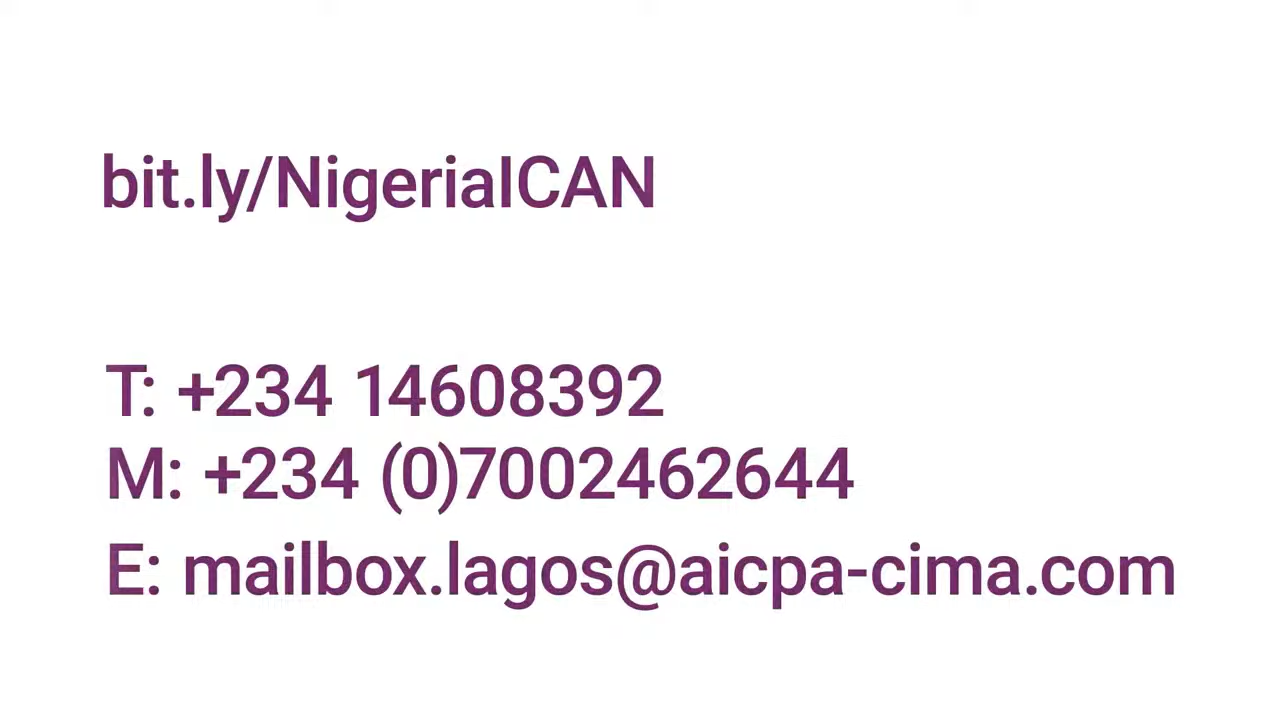 bit.ly/NigeriaICAN
T: +234 14608392
M: +234 (0)7002462644
E: mailbox.lagos@aicpa-cima.com